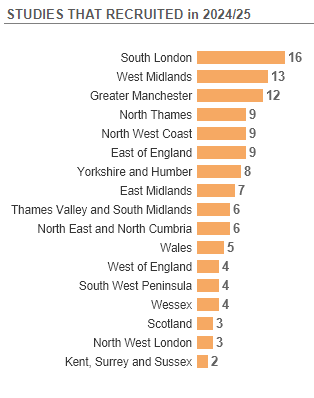 STUDIES THAT RECRUITED in 2024/25
South London 16
West Midlands 13
Greater Manchester 12
North Thames 9
North West Coast 9
East of England 9
Yorkshire and Humber 8
East Midlands 7
Thames Valley and South Midlands 6
North East and North Cumbria 6
Wales 5
West of England 4
South West Peninsula 4
Wessex 4
Scotland 3
North West London 3
Kent, Surrey and Sussex 2